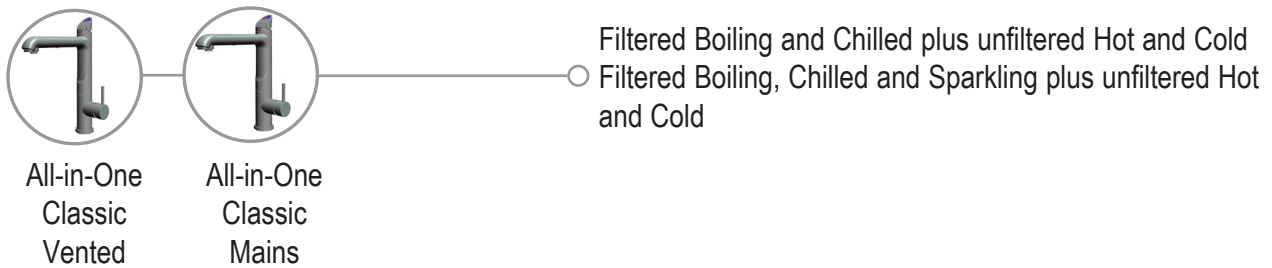 Filtered Boiling and Chilled plus unfiltered Hot and Cold
Filtered Boiling, Chilled and Sparkling plus unfiltered Hot
and Cold
All-in-One
Classic
Vented
All-in-One
Classic
Mains